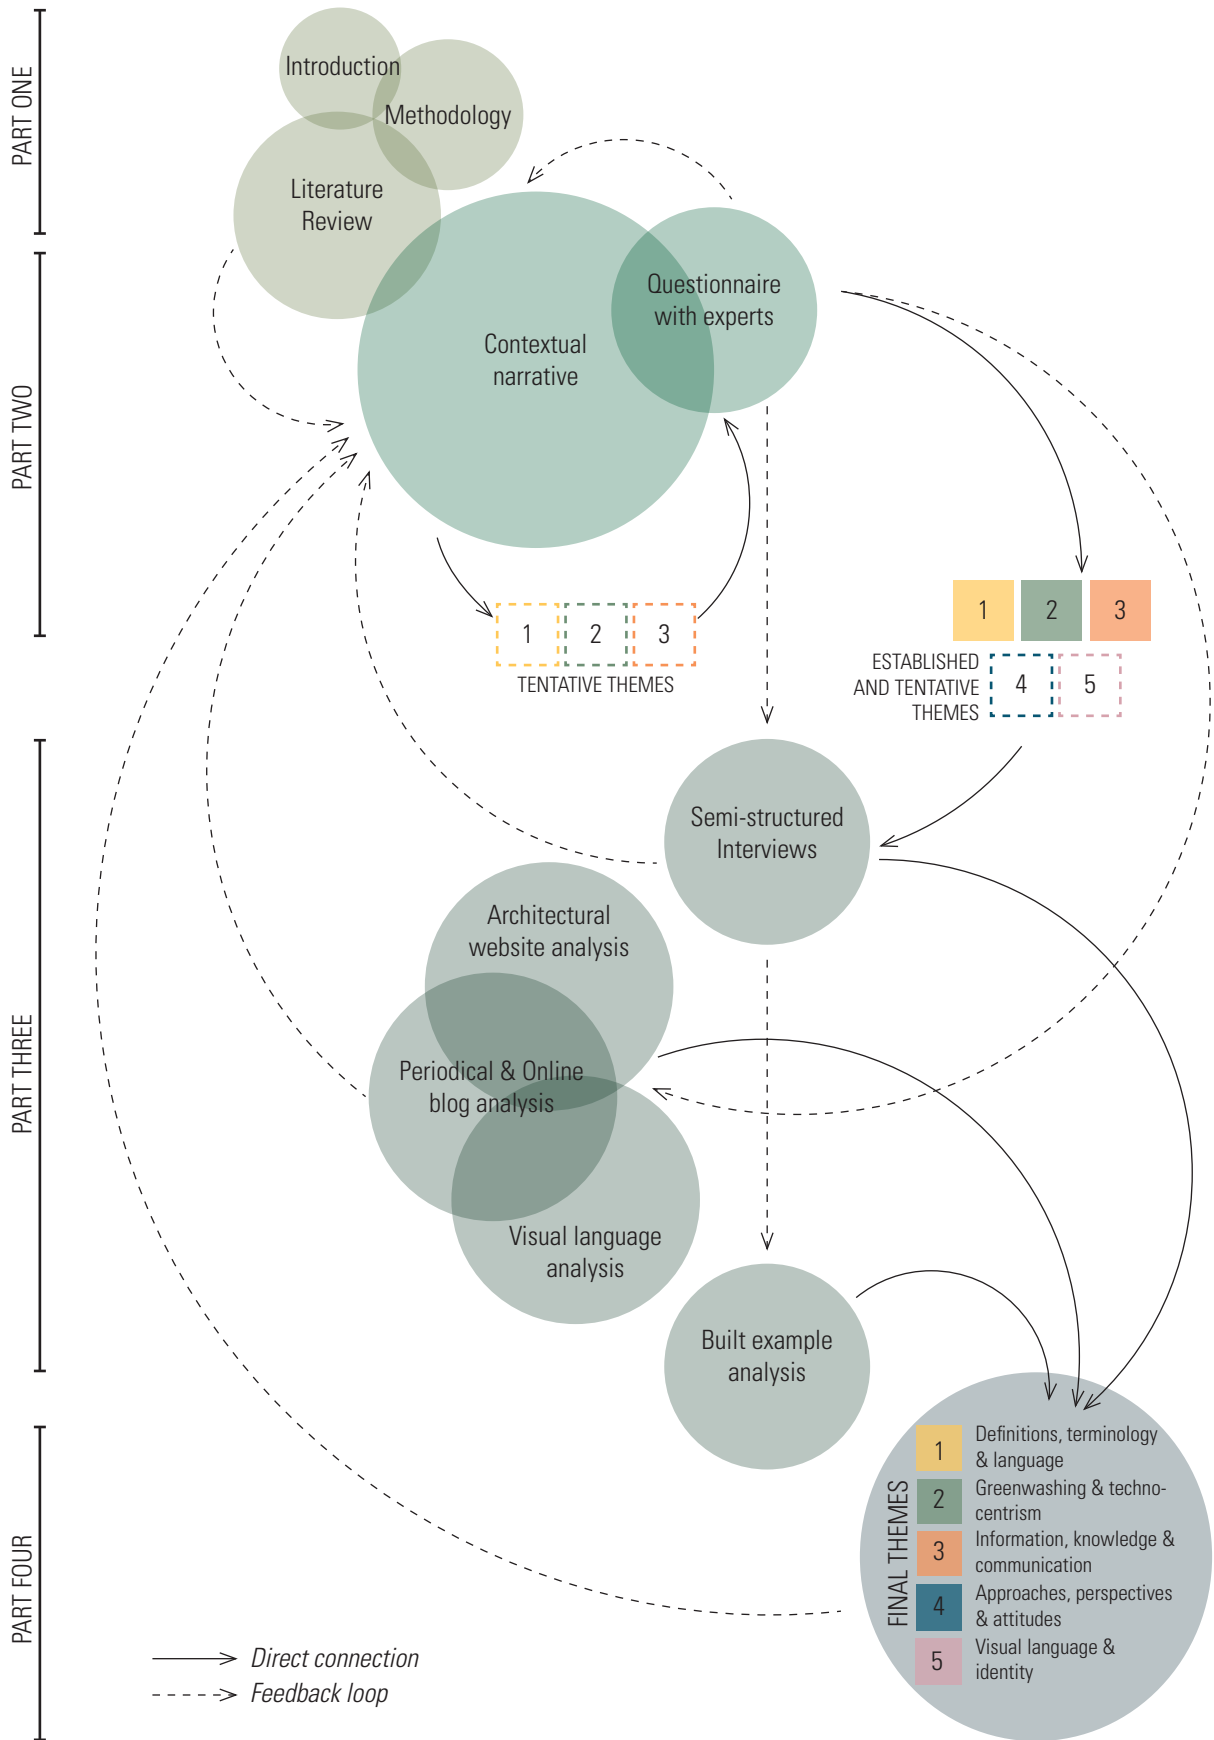 PART ONE
Introduction
Methodology
Literature
Review
PART TWO
Questionnaire
with experts
Contextual
narrative
1
2
3
TENTATIVE THEMES
1
2
3
ESTABLISHED
AND TENTATIVE
THEMES
4
5
PART THREE
Semi-structured
Interviews
Architectural
website analysis
Periodical & Online
blog analysis
Visual language
analysis
Built example
analysis
PART FOUR
FINAL THEMES
1
Definitions, terminology
& language
2
Greenwashing & techno-
centrism
3
Information, knowledge &
communication
4
Approaches, perspectives
& attitudes
5
Visual language &
identity
Direct connection
Feedback loop